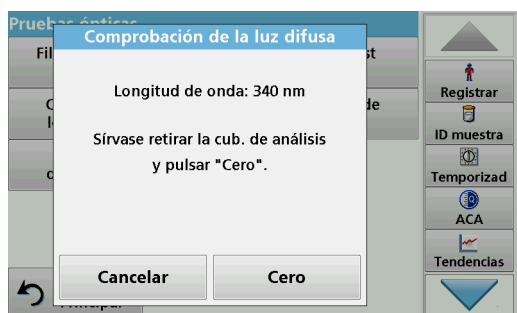 Pruebas ópticas
Comprobación de la luz difusa
Longitud de onda: 340 nm
Sírvase retirar la cub. de análisis
y pulsar "Cero".
Cancelar
Cero
Principal
Registrar
ID muestra
Temporizad
ACA
Tendencias